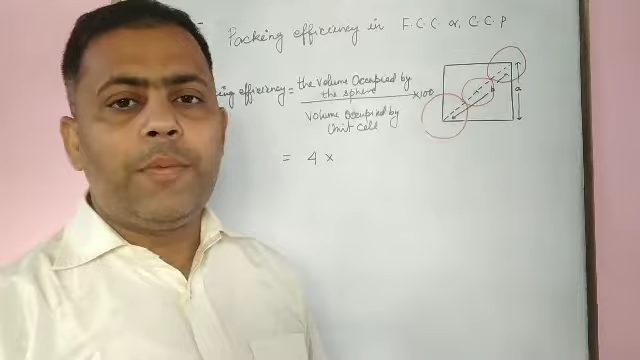 Packing efficiency in F.C.C or C.C.P
ing efficiency = the volume Occupied by
the sphere
×100
Volume Occupied by
Unit Cell
= 4 ×
a